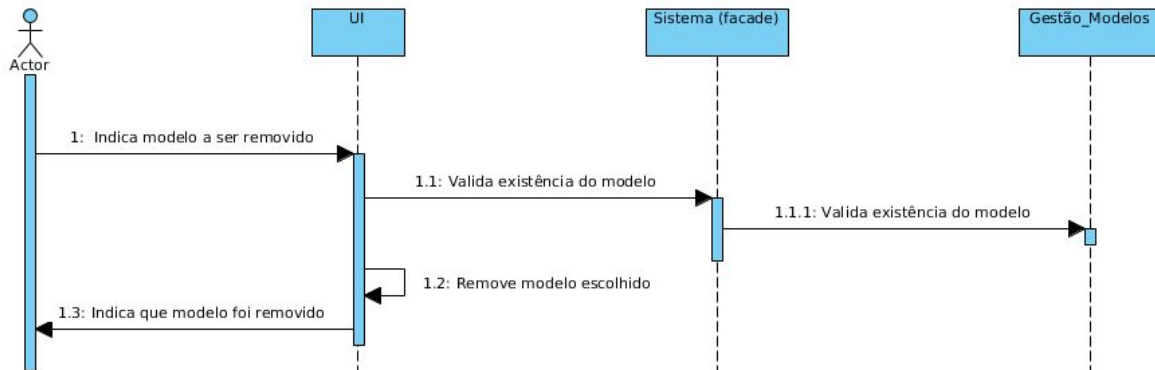 UI
Sistema (facade)
Gestão_Modelos
Actor
1: Indica modelo a ser removido
1.1: Valida existência do modelo
1.1.1: Valida existência do modelo
1.2: Remove modelo escolhido
1.3: Indica que modelo foi removido